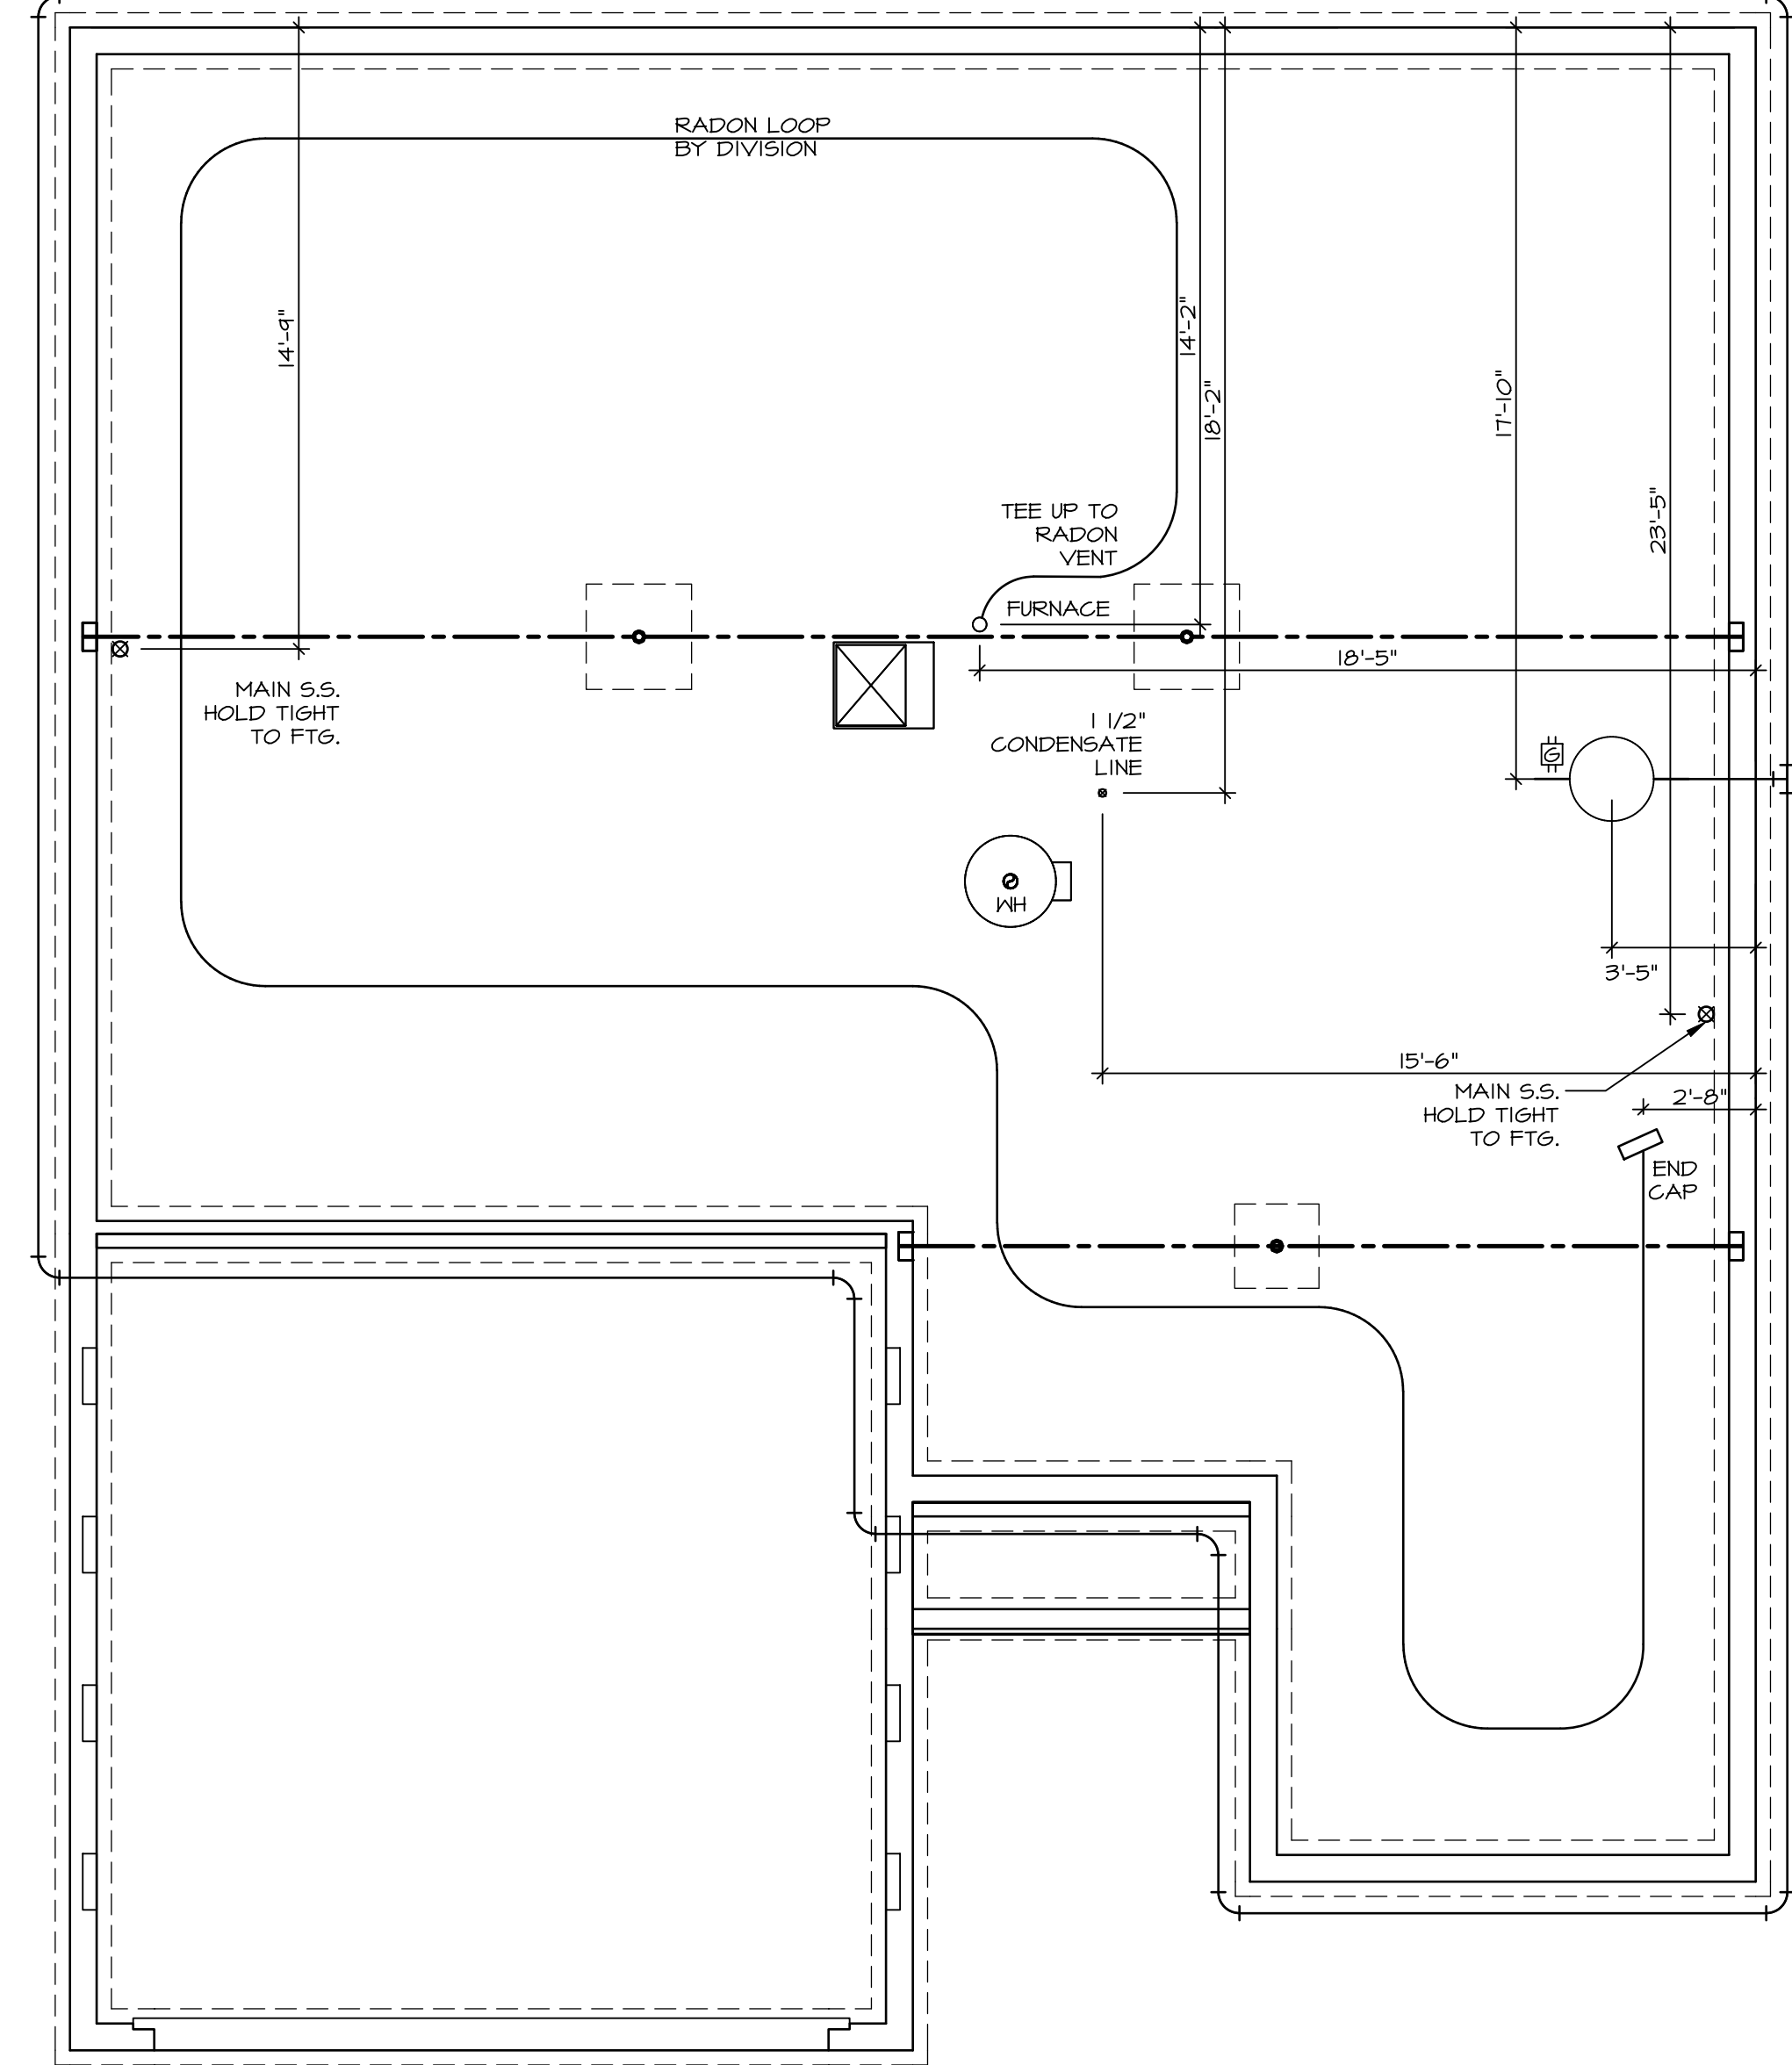 RADON LOOP
BY DIVISION
14'-9"
14'-2"
18'-2"
17'-10"
23'-5"
TEE UP TO
RADON
VENT
FURNACE
18'-5"
MAIN S.S.
HOLD TIGHT
TO FTG.
1 1/2"
CONDENSATE
LINE
G
WH
3'-5"
15'-6"
MAIN S.S.
HOLD TIGHT
TO FTG.
2'-8"
END
CAP